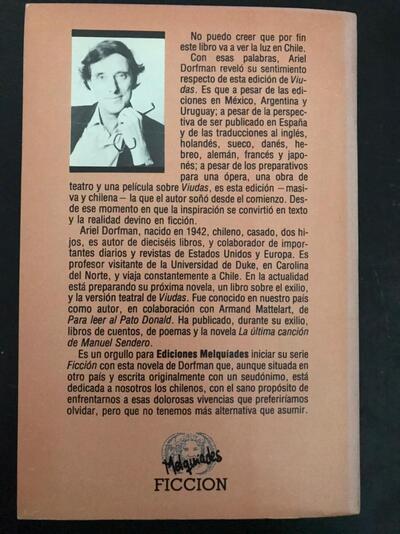 No puedo creer que por fin
este libro va a ver la luz en Chile.
Con esas palabras, Ariel
Dorfman reveló su sentimiento
respecto de esta edición de Viu-
das. Es que a pesar de las edi-
ciones en México, Argentina y
Uruguay; a pesar de la perspecti-
va de ser publicado en España
y de las traducciones al inglés,
holandés, sueco, danés, he-
breo, alemán, francés y japo-
nés; a pesar de los preparativos
para una ópera, una obra de
teatro y una película sobre Viudas, es esta edición —masi-
va y chilena— la que el autor soñó desde el comienzo. Des-
de ese momento en que la inspiración se convirtió en texto
y la realidad devino en ficción.
Ariel Dorfman, nacido en 1942, chileno, casado, dos hi-
jos, es autor de dieciséis libros, y colaborador de impor-
tantes diarios y revistas de Estados Unidos y Europa. Es
profesor visitante de la Universidad de Duke, en Carolina
del Norte, y viaja constantemente a Chile. En la actualidad
está preparando su próxima novela, un libro sobre el exilio,
y la versión teatral de Viudas. Fue conocido en nuestro país
como autor, en colaboración con Armand Mattelart, de
Para leer al Pato Donald. Ha publicado, durante su exilio,
libros de cuentos, de poemas y la novela La última canción
de Manuel Sendero.
Es un orgullo para Ediciones Melquíades iniciar su serie
Ficción con esta novela de Dorfman que, aunque situada en
otro país y escrita originalmente con un seudónimo, está
dedicada a nosotros los chilenos, con el sano propósito de
enfrentarnos a esas dolorosas vivencias que preferiríamos
olvidar, pero que no tenemos más alternativa que asumir.
Melquíades
FICCION